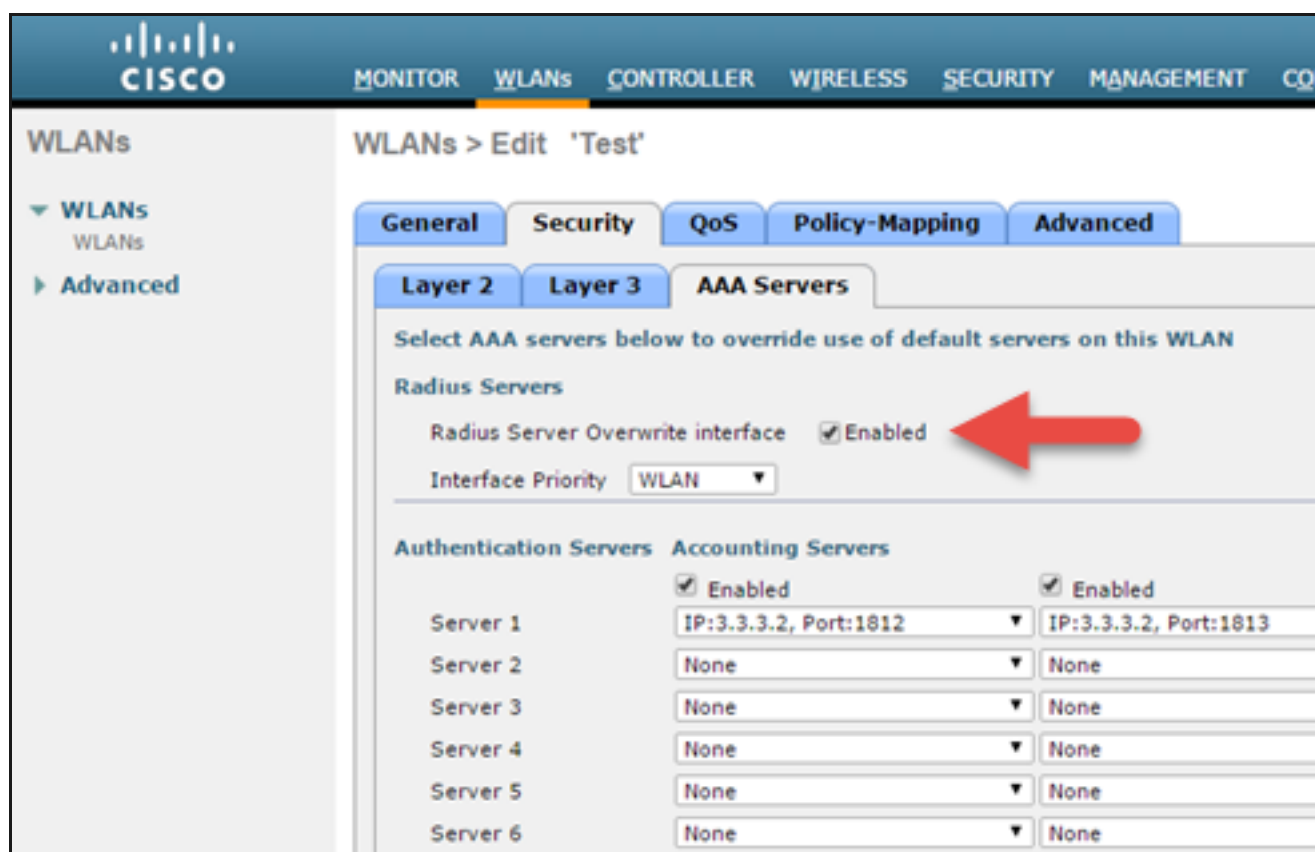 CISCO
MONITOR WLANs CONTROLLER WIRELESS SECURITY MANAGEMENT CO
WLANs
WLANs > Edit 'Test'
WLANs
WLANs
Advanced
General Security QoS Policy-Mapping Advanced
Layer 2 Layer 3 AAA Servers
Select AAA servers below to override use of default servers on this WLAN
Radius Servers
Radius Server Overwrite interface Enabled
Interface Priority WLAN
Authentication Servers Accounting Servers
Enabled Enabled
Server 1 IP:3.3.3.2, Port:1812 IP:3.3.3.2, Port:1813
Server 2 None None
Server 3 None None
Server 4 None None
Server 5 None None
Server 6 None None